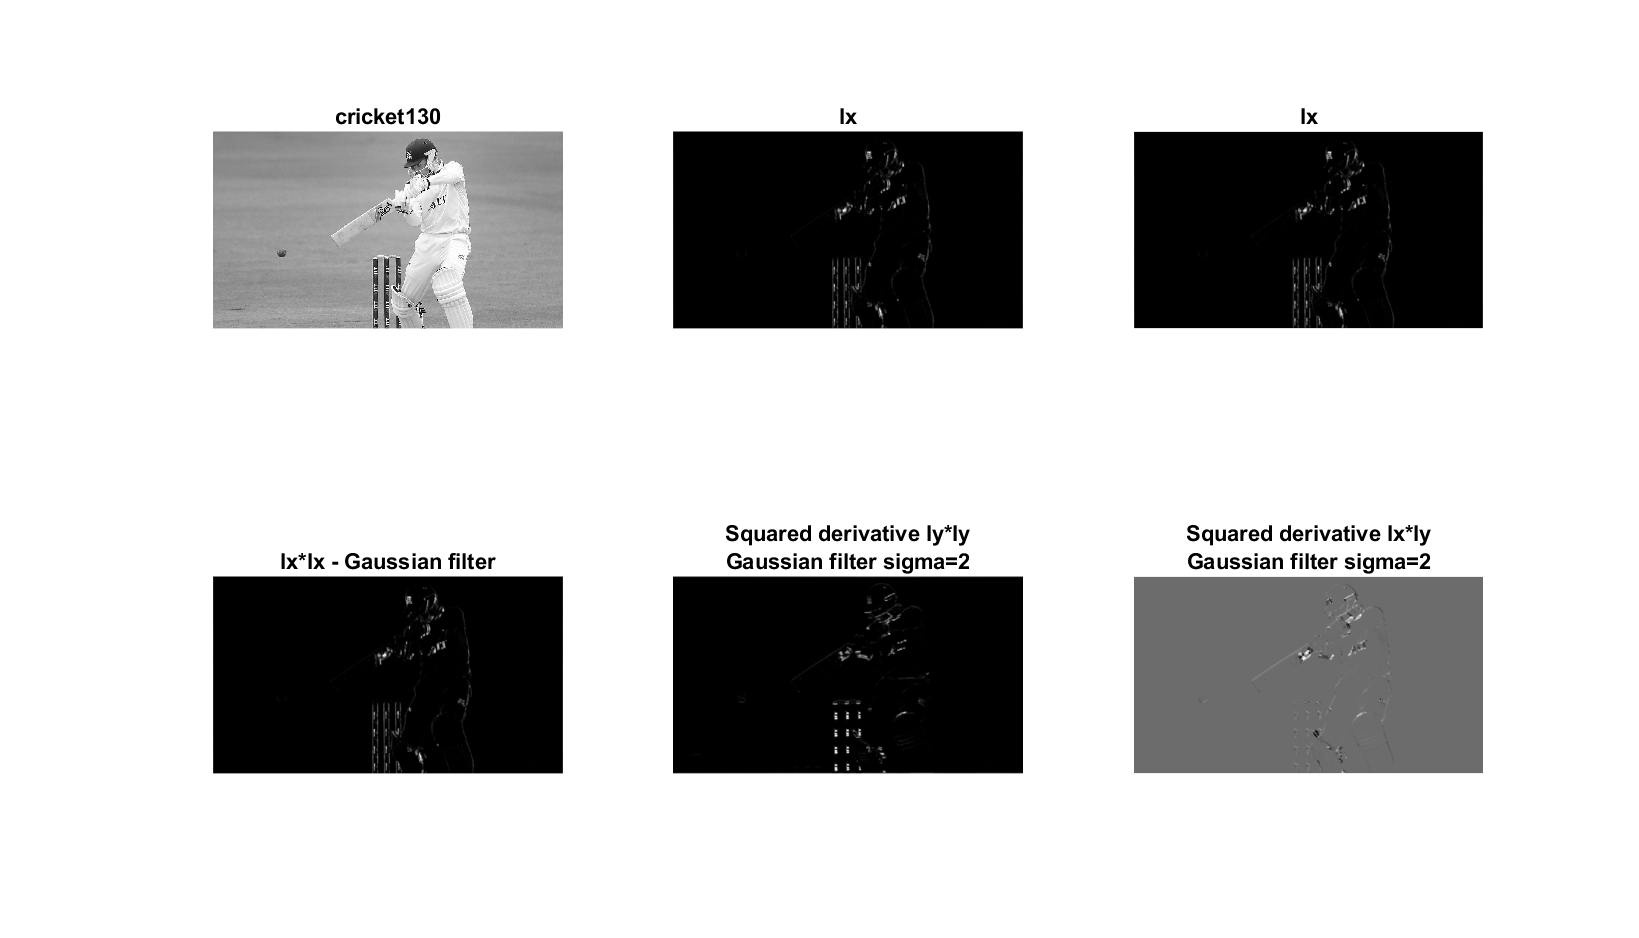 cricket130
Ix
Ix
Ix*Ix - Gaussian filter
Squared derivative Iy*Iy
Gaussian filter sigma=2
Squared derivative Ix*Iy
Gaussian filter sigma=2